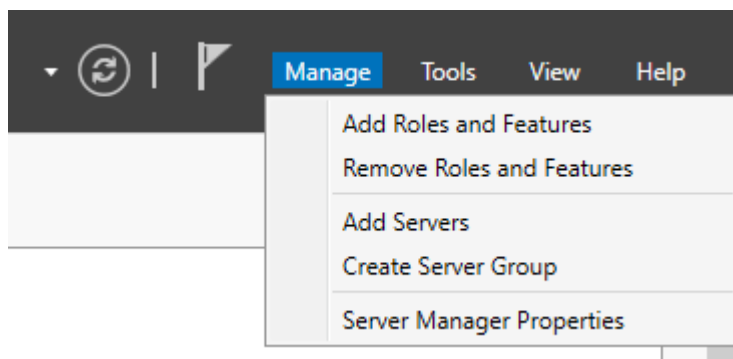 Manage Tools View Help
Add Roles and Features
Remove Roles and Features
Add Servers
Create Server Group
Server Manager Properties